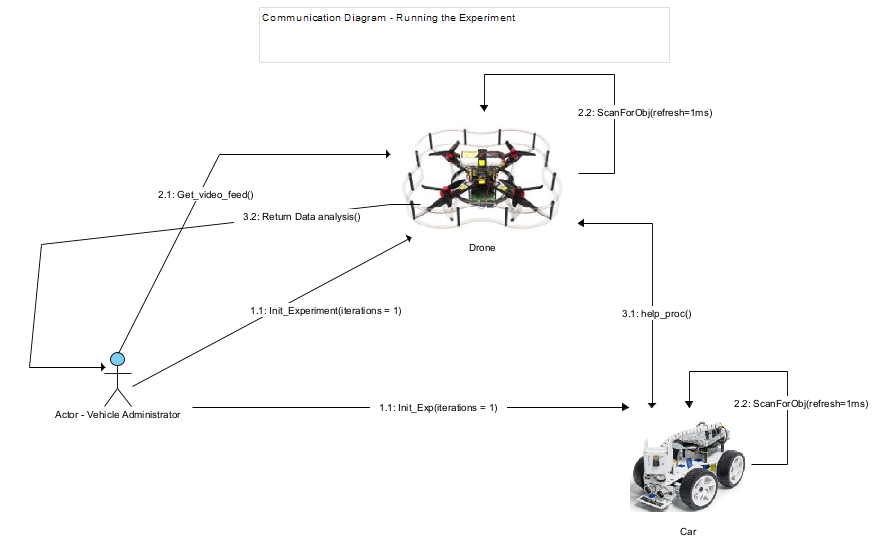 Communication Diagram - Running the Experiment
2.2: ScanForObj(refresh=1ms)
2.1: Get_video_feed()
3.2: Return Data analysis()
Drone
1.1: Init_Experiment(iterations = 1)
3.1: help_proc()
Actor - Vehicle Administrator
1.1: Init_Exp(iterations = 1)
2.2: ScanForObj(refresh=1ms)
Car